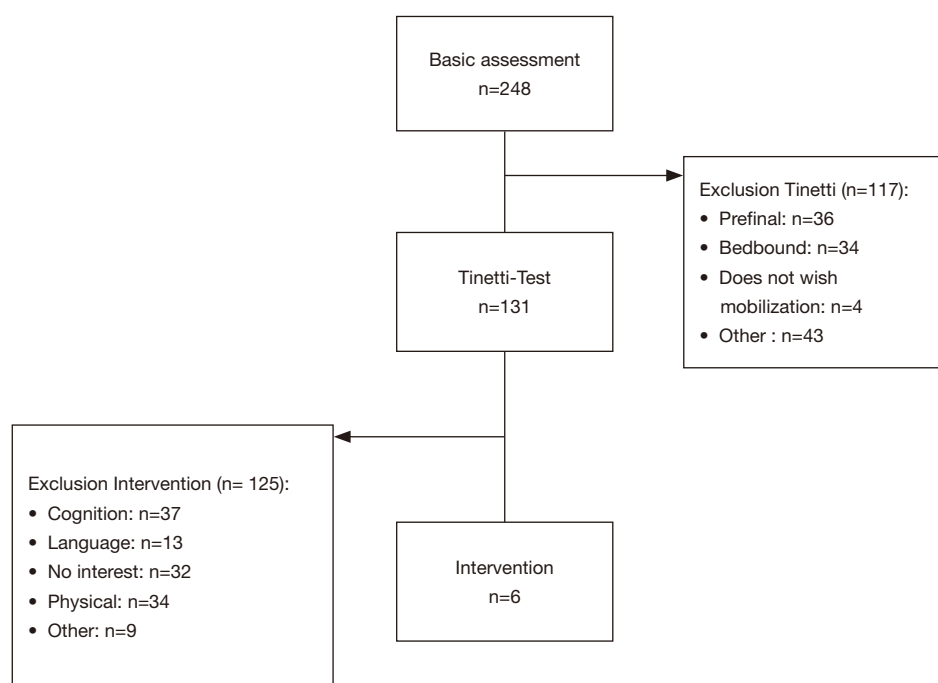 Basic assessment
n=248
Exclusion Tinetti (n=117):
• Prefinal: n=36
• Bedbound: n=34
• Does not wish
mobilization: n=4
• Other : n=43
Tinetti-Test
n=131
Exclusion Intervention (n= 125):
• Cognition: n=37
• Language: n=13
• No interest: n=32
• Physical: n=34
• Other: n=9
Intervention
n=6